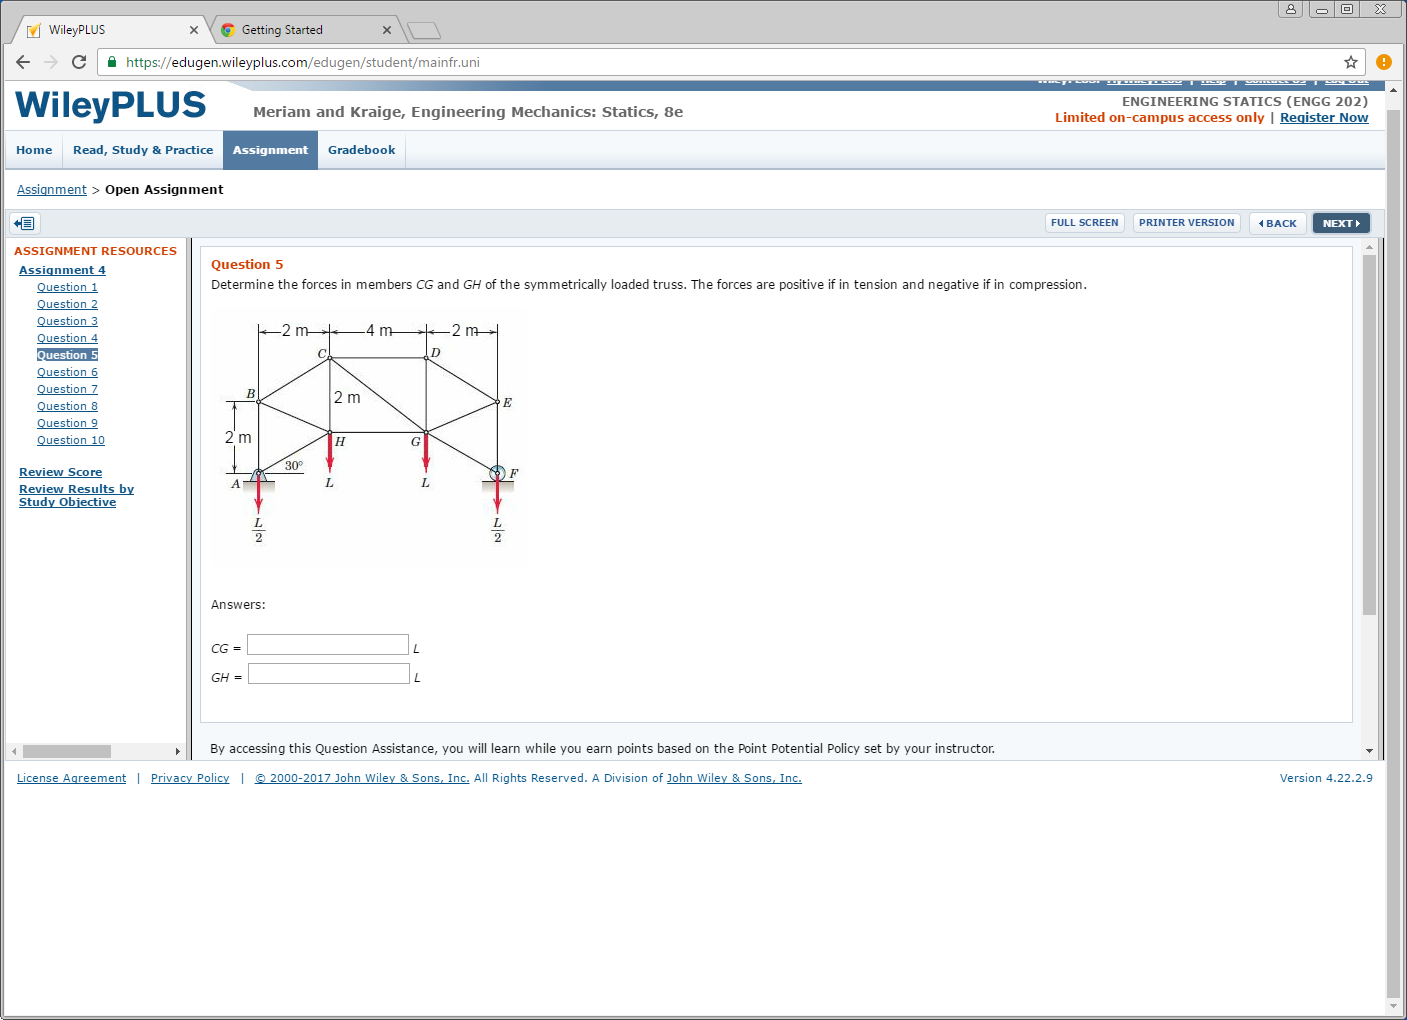 WileyPLUS
Getting Started
https://edugen.wileyplus.com/edugen/student/mainfr.uni
WileyPLUS
Meriam and Kraige, Engineering Mechanics: Statics, 8e
ENGINEERING STATICS (ENGG 202)
Limited on-campus access only | Register Now
Home Read, Study & Practice Assignment Gradebook
Assignment > Open Assignment
FULL SCREEN PRINTER VERSION BACK NEXT
ASSIGNMENT RESOURCES
Assignment 4
Question 1
Question 2
Question 3
Question 4
Question 5
Question 6
Question 7
Question 8
Question 9
Question 10
Review Score
Review Results by
Study Objective
Question 5
Determine the forces in members CG and GH of the symmetrically loaded truss. The forces are positive if in tension and negative if in compression.
2 m 4 m 2 m
C D
B 2 m E
2 m H G
30°
A L L F
L/2 L/2
Answers:
CG = L
GH = L
By accessing this Question Assistance, you will learn while you earn points based on the Point Potential Policy set by your instructor.
License Agreement | Privacy Policy | © 2000-2017 John Wiley & Sons, Inc. All Rights Reserved. A Division of John Wiley & Sons, Inc.
Version 4.22.2.9